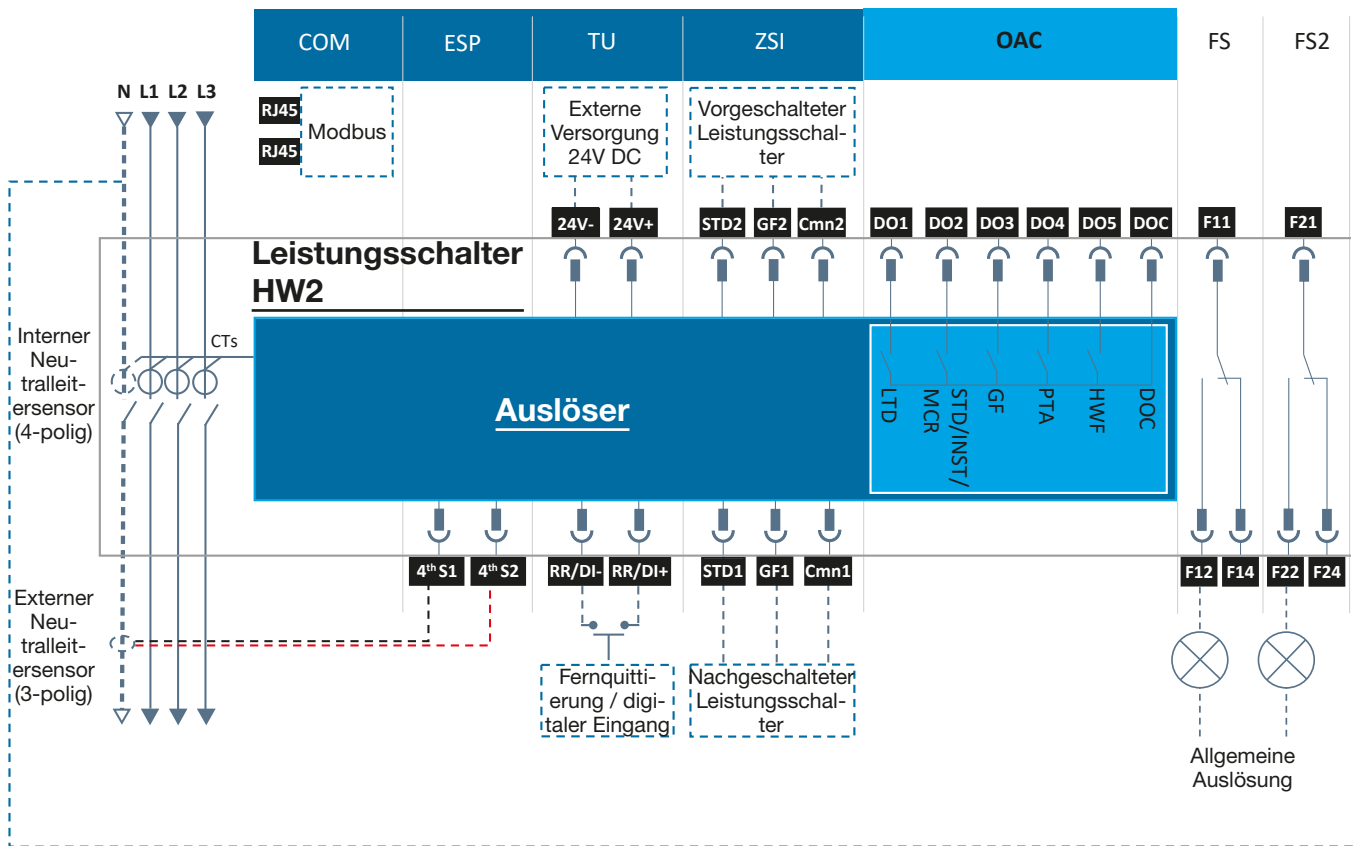 COM ESP TU ZSI OAC FS FS2
N L1 L2 L3
RJ45
RJ45
Modbus
Externe
Versorgung
24V DC
Vorgeschalteter
Leistungsschal-
ter
24V- 24V+ STD2 GF2 Cmn2 DO1 DO2 DO3 DO4 DO5 DOC F11 F21
Leistungsschalter
HW2
Interner
Neu-
tralleit-
ersensor
(4-polig)
CTs
Auslöser
LTD
STD/INST/
MCR
GF
PTA
HWF
DOC
4th S1 4th S2 RR/DI- RR/DI+ STD1 GF1 Cmn1 F12 F14 F22 F24
Externer
Neu-
tralleit-
ersensor
(3-polig)
Fernquitti-
erung / digi-
taler Eingang
Nachgeschalteter
Leistungsschal-
ter
Allgemeine
Auslösung